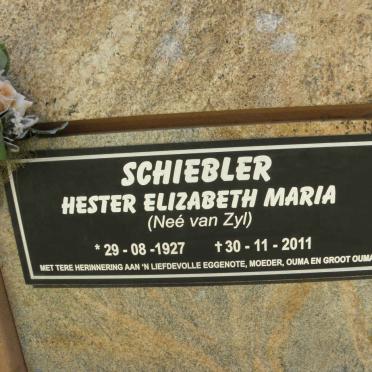 SCHIEBLER
HESTER ELIZABETH MARIA
(Neé van Zyl)
* 29 - 08 -1927 † 30 - 11 - 2011
MET TERE HERINNERING AAN 'N LIEFDEVOLLE EGGENOTE, MOEDER, OUMA EN GROOT OUMA